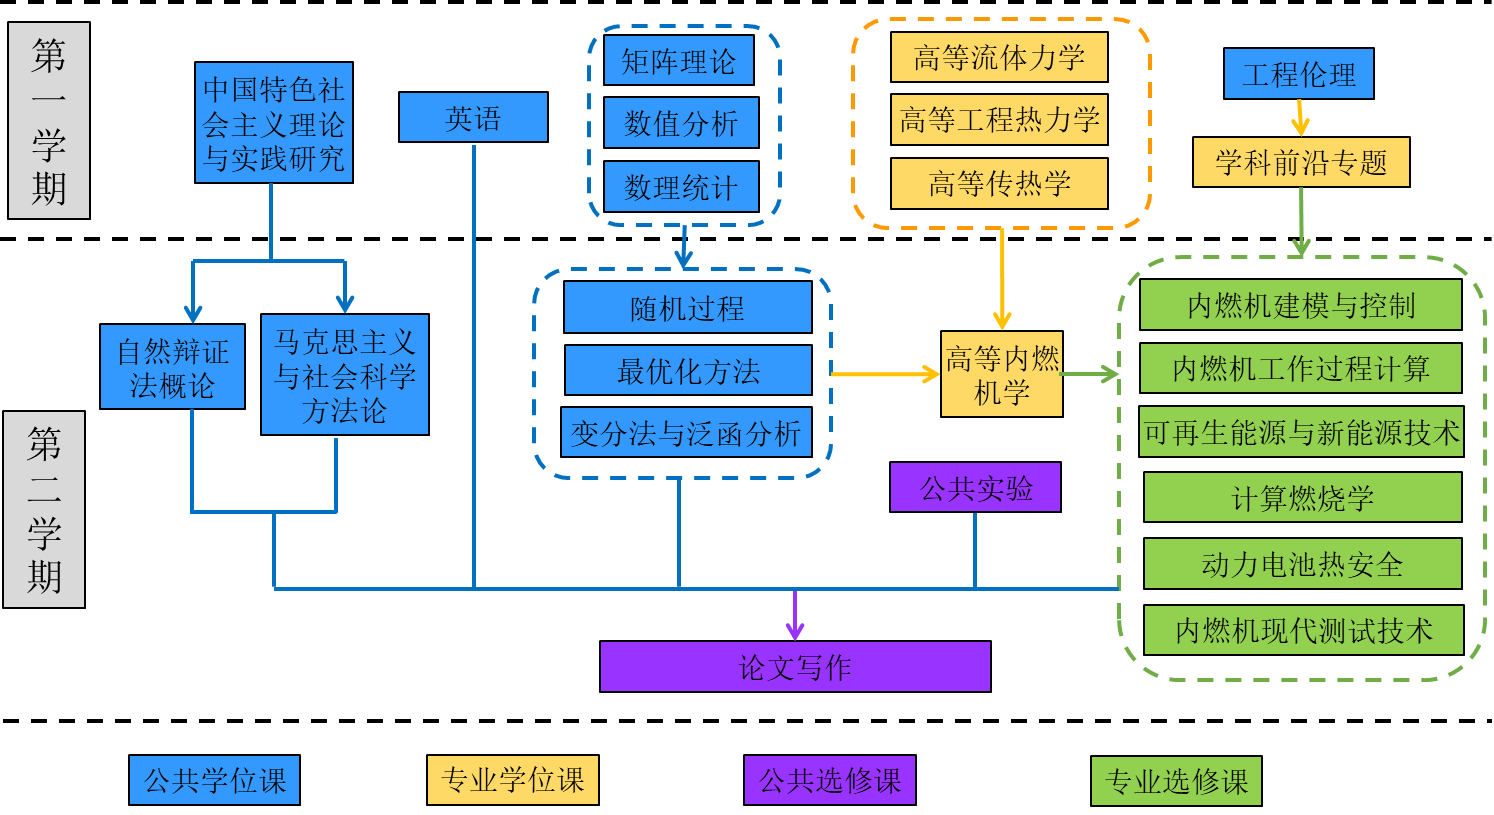 第一学期
中国特色社
会主义理论
与实践研究
英语
矩阵理论
数值分析
数理统计
高等流体力学
高等工程热力学
高等传热学
工程伦理
学科前沿专题
第二学期
自然辩证
法概论
马克思主义
与社会科学
方法论
随机过程
最优化方法
变分法与泛函分析
高等内燃
机学
公共实验
内燃机建模与控制
内燃机工作过程计算
可再生能源与新能源技术
计算燃烧学
动力电池热安全
内燃机现代测试技术
论文写作
公共学位课
专业学位课
公共选修课
专业选修课